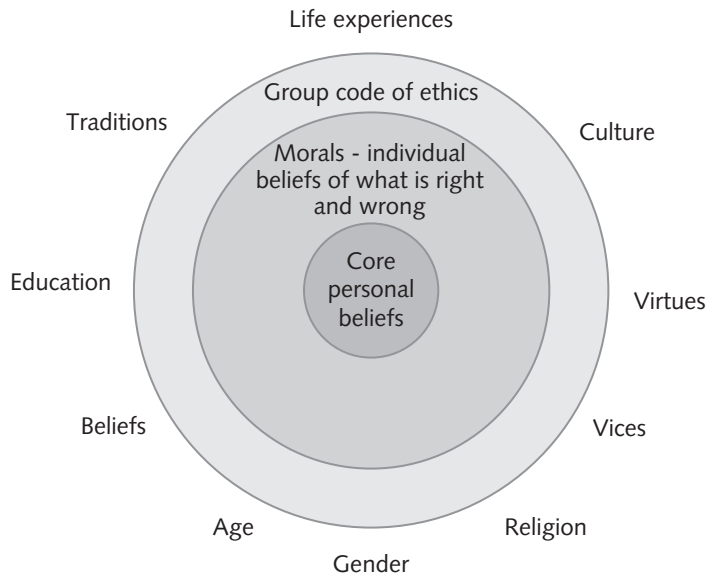 Life experiences
Group code of ethics
Traditions
Culture
Morals - individual
beliefs of what is right
and wrong
Core
personal
beliefs
Education
Virtues
Beliefs
Vices
Age
Religion
Gender